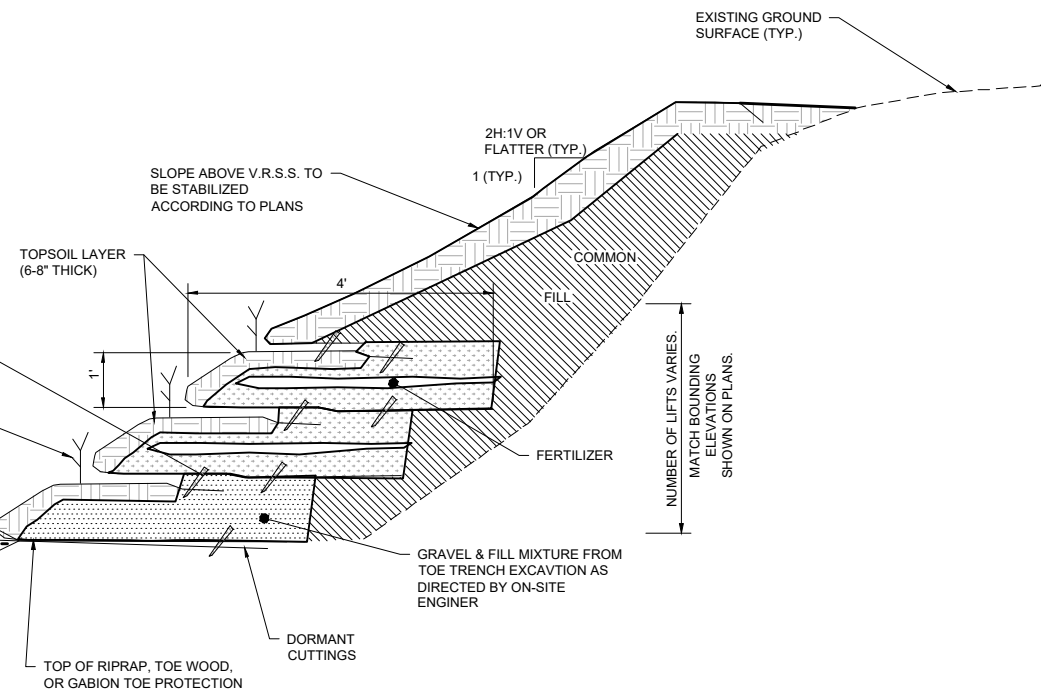 EXISTING GROUND
SURFACE (TYP.)
2H:1V OR
FLATTER (TYP.)
1 (TYP.)
SLOPE ABOVE V.R.S.S. TO
BE STABILIZED
ACCORDING TO PLANS
TOPSOIL LAYER
(6-8" THICK)
4'
COMMON
FILL
1'
NUMBER OF LIFTS VARIES.
MATCH BOUNDING
ELEVATIONS
SHOWN ON PLANS.
FERTILIZER
GRAVEL & FILL MIXTURE FROM
TOE TRENCH EXCAVTION AS
DIRECTED BY ON-SITE
ENGINER
DORMANT
CUTTINGS
TOP OF RIPRAP, TOE WOOD,
OR GABION TOE PROTECTION